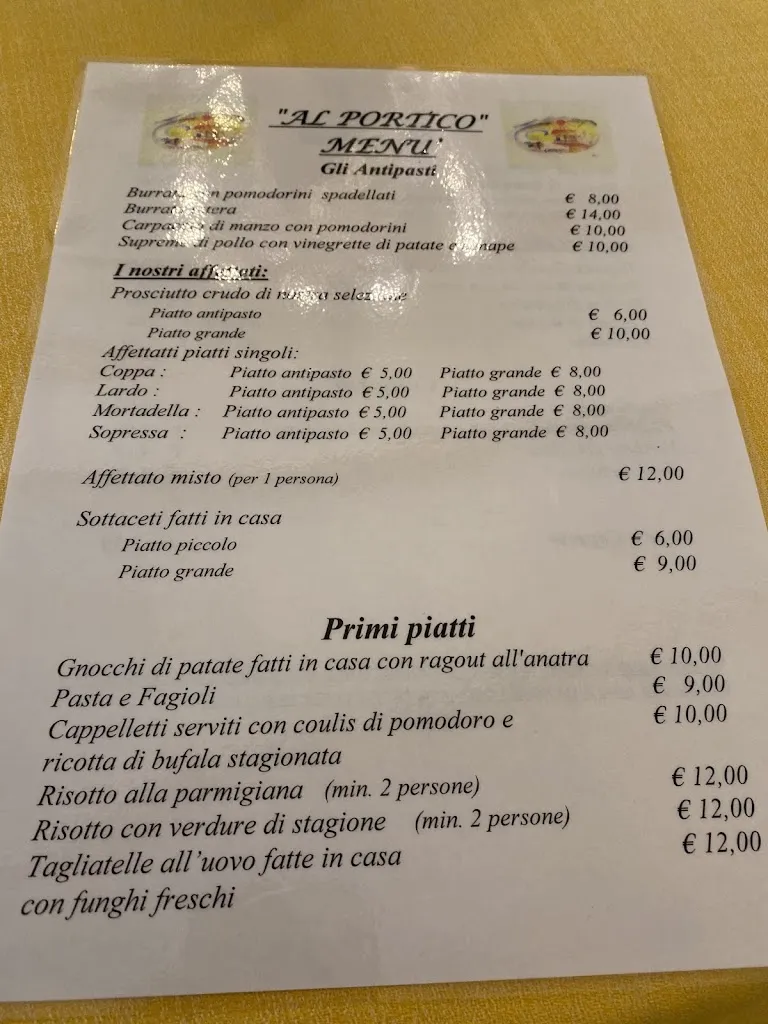 "AL PORTICO"
MENU'
Gli Antipasti
con pomodorini spadellati € 8,00
€ 14,00
di manzo con pomodorini € 10,00
di pollo con vinegrette di patate e € 10,00
I nostri affettati:
Prosciutto crudo di nostra selezione
Piatto antipasto € 6,00
Piatto grande € 10,00
Affettatti piatti singoli:
Coppa : Piatto antipasto € 5,00 Piatto grande € 8,00
Lardo : Piatto antipasto € 5,00 Piatto grande € 8,00
Mortadella : Piatto antipasto € 5,00 Piatto grande € 8,00
Sopressa : Piatto antipasto € 5,00 Piatto grande € 8,00
Affettato misto (per 1 persona) € 12,00
Sottaceti fatti in casa
Piatto piccolo € 6,00
Piatto grande € 9,00
Primi piatti
Gnocchi di patate fatti in casa con ragout all'anatra € 10,00
Pasta e Fagioli € 9,00
Cappelletti serviti con coulis di pomodoro e € 10,00
ricotta di bufala stagionata
Risotto alla parmigiana (min. 2 persone) € 12,00
Risotto con verdure di stagione (min. 2 persone) € 12,00
Tagliatelle all'uovo fatte in casa € 12,00
con funghi freschi